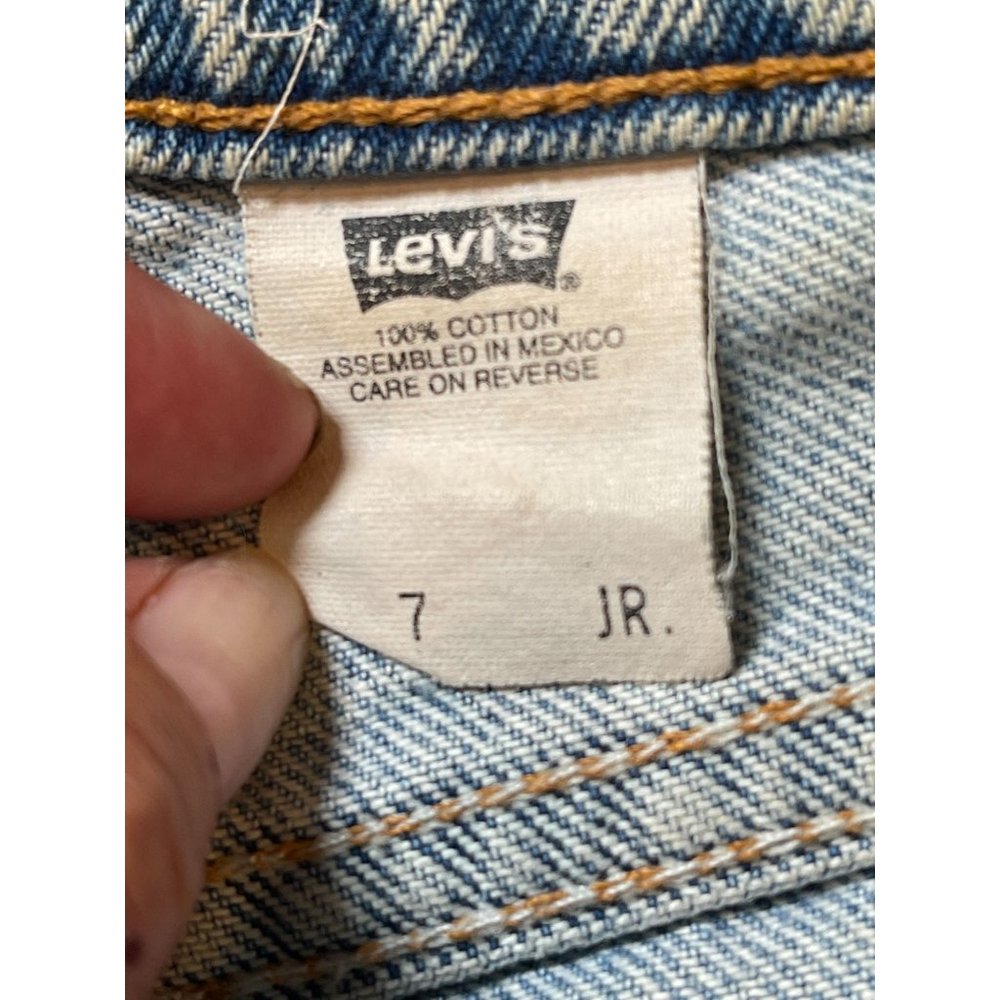 Levi's®
100% COTTON
ASSEMBLED IN MEXICO
CARE ON REVERSE
7 JR.